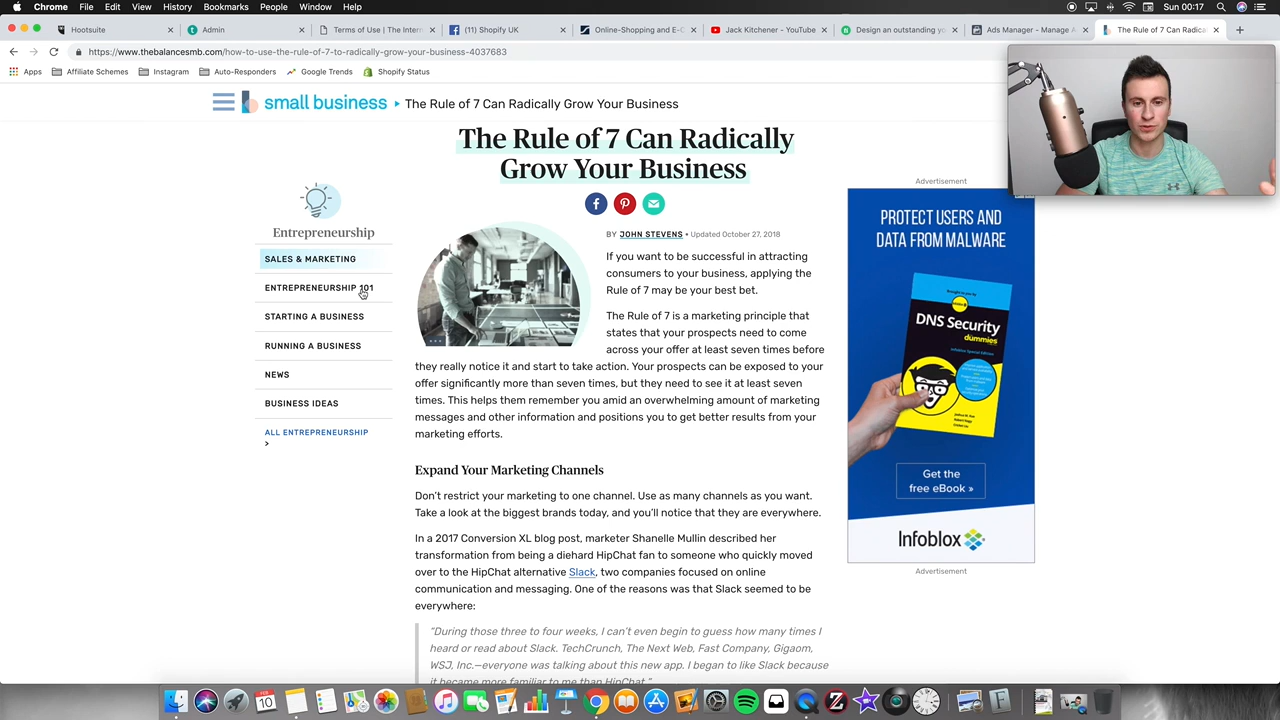 Chrome File Edit View History Bookmarks People Window Help
Sun 00:17
Hootsuite
Admin
Terms of Use | The Intern
(11) Shopify UK
Online-Shopping and E-C
Jack Kitchener - YouTube
Design an outstanding yo
Ads Manager - Manage A
The Rule of 7 Can Radical
https://www.thebalancesmb.com/how-to-use-the-rule-of-7-to-radically-grow-your-business-4037683
Apps Affiliate Schemes Instagram Auto-Responders Google Trends Shopify Status
small business The Rule of 7 Can Radically Grow Your Business
The Rule of 7 Can Radically
Grow Your Business
Entrepreneurship
SALES & MARKETING
ENTREPRENEURSHIP 101
STARTING A BUSINESS
RUNNING A BUSINESS
NEWS
BUSINESS IDEAS
ALL ENTREPRENEURSHIP
>
BY JOHN STEVENS • Updated October 27, 2018
If you want to be successful in attracting
consumers to your business, applying the
Rule of 7 may be your best bet.
The Rule of 7 is a marketing principle that
states that your prospects need to come
across your offer at least seven times before
they really notice it and start to take action. Your prospects can be exposed to your
offer significantly more than seven times, but they need to see it at least seven
times. This helps them remember you amid an overwhelming amount of marketing
messages and other information and positions you to get better results from your
marketing efforts.
Expand Your Marketing Channels
Don't restrict your marketing to one channel. Use as many channels as you want.
Take a look at the biggest brands today, and you'll notice that they are everywhere.
In a 2017 Conversion XL blog post, marketer Shanelle Mullin described her
transformation from being a diehard HipChat fan to someone who quickly moved
over to the HipChat alternative Slack, two companies focused on online
communication and messaging. One of the reasons was that Slack seemed to be
everywhere:
"During those three to four weeks, I can't even begin to guess how many times I
heard or read about Slack. TechCrunch, The Next Web, Fast Company, Gigaom,
WSJ, Inc.—everyone was talking about this new app. I began to like Slack because
it became more familiar to me than HipChat."
Advertisement
PROTECT USERS AND
DATA FROM MALWARE
DNS Security
dummies
Get the
free eBook »
Infoblox
Advertisement
FEB
10